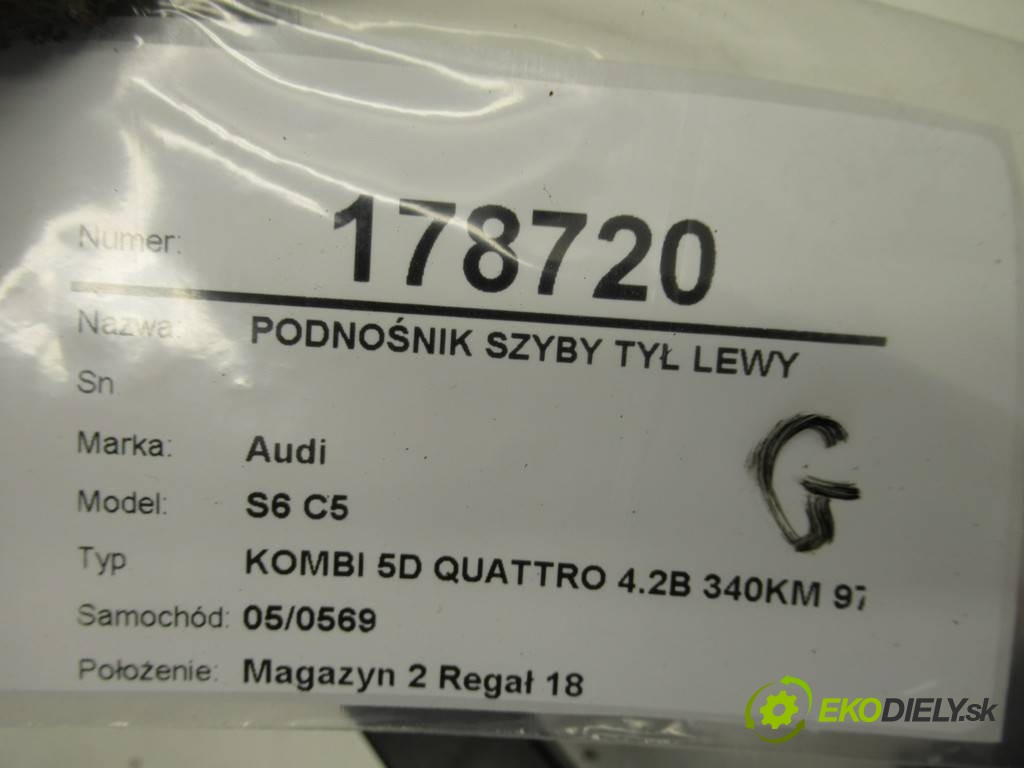 Numer: 178720
Nazwa: PODNOŚNIK SZYBY TYŁ LEWY
Sn
Marka: Audi
Model: S6 C5
Typ KOMBI 5D QUATTRO 4.2B 340KM 97
Samochód: 05/0569
Położenie: Magazyn 2 Regał 18
G
EKODIELY.sk